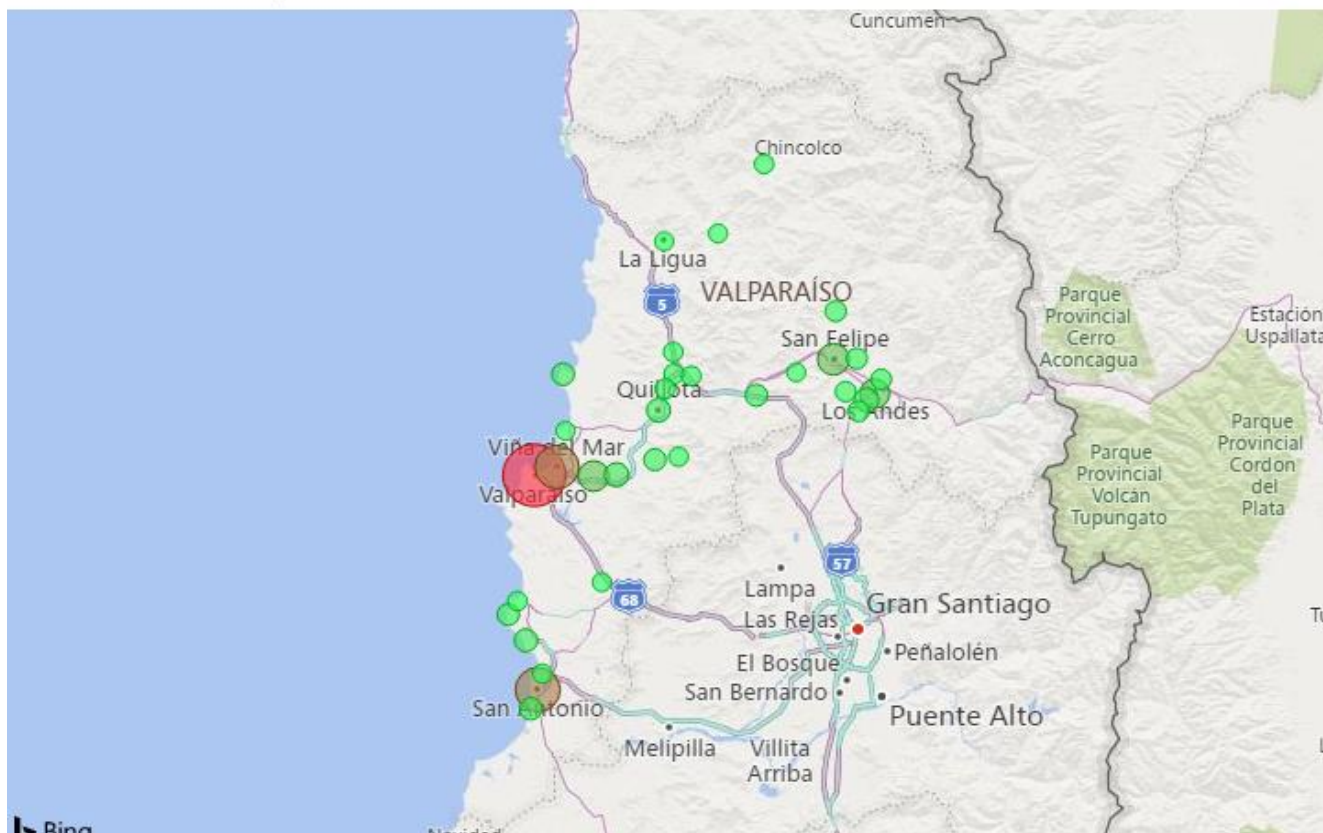 Cuncumén
Chincolco
La Ligua
VALPARAÍSO
5
Parque
Provincial
Cerro
Aconcagua
Estación
Uspallata
San Felipe
Quillota
Los Andes
Viña del Mar
Valparaíso
Parque
Provincial
Volcán
Tupungato
Parque
Provincial
Cordon
del
Plata
57
68
Lampa
Gran Santiago
Las Rejas
Peñalolén
El Bosque
San Bernardo
Puente Alto
San Antonio
Melipilla
Villita
Arriba
Bing